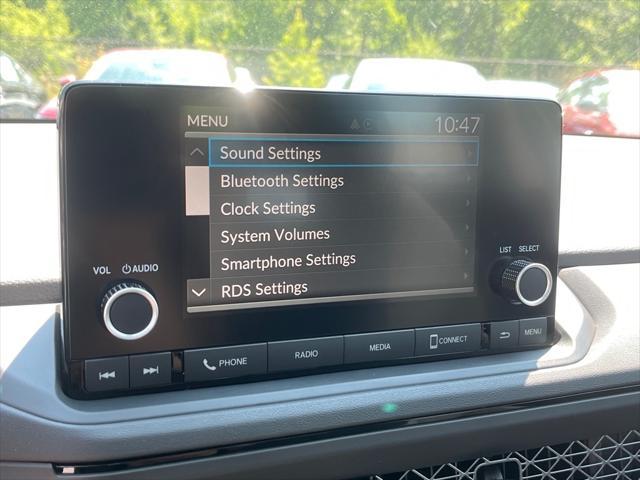 MENU 10:47
Sound Settings
Bluetooth Settings
Clock Settings
System Volumes
Smartphone Settings
RDS Settings
VOL AUDIO
LIST SELECT
PHONE RADIO MEDIA CONNECT MENU